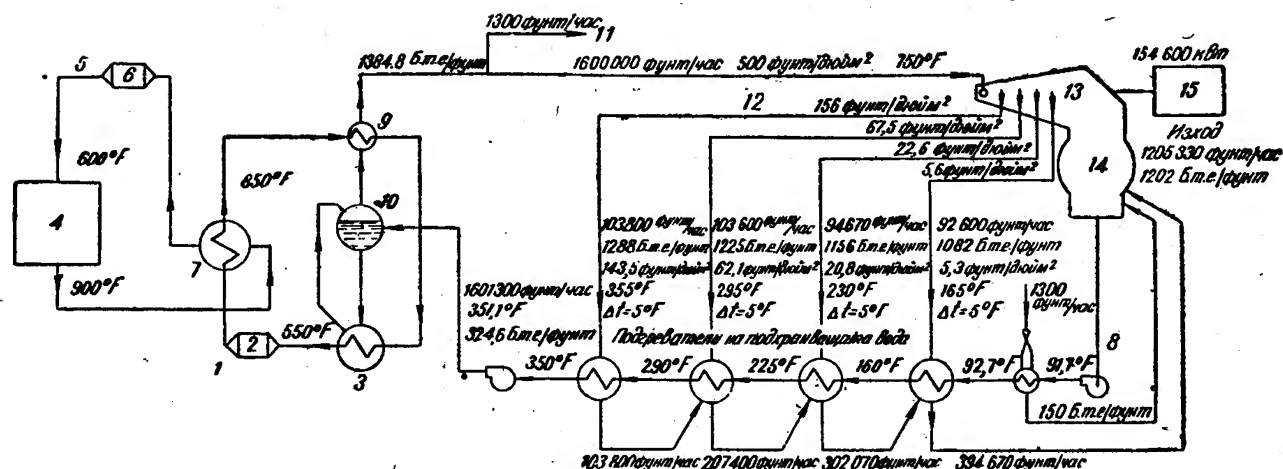 1300 фунт/час
11
5
6
1384.8 Б.т.е/фунт
1600 000 фунт/час 500 фунт/дюйм² 750°F
154 600 квт
15
12
156 фунт/дюйм²
13
9
67,5 фунт/дюйм²
Изход
600°F
22,6 фунт/дюйм²
14
1205 330 фунт/час
850°F
5,6 фунт/дюйм²
1202 Б.т.е/фунт
4
10
7
103 800 фунт/час
1288 Б.т.е/фунт
143,5 фунт/дюйм²
355°F
Δt=5°F
103 600 фунт/час
1225 Б.т.е/фунт
62,1 фунт/дюйм²
295°F
Δt=5°F
94670 фунт/час
1156 Б.т.е/фунт
20,8 фунт/дюйм²
230°F
Δt=5°F
92 600 фунт/час
1082 Б.т.е/фунт
5,3 фунт/дюйм²
165°F
Δt=5°F
1300 фунт/час
900°F
1601300 фунт/час
351,1°F
324,6 Б.т.е/фунт
Подгреватели на подхранващата вода
550°F
1
2
3
350°F
290°F
225°F
160°F
92,7°F
91,7°F
8
150 Б.т.е/фунт
103 800 фунт/час
207400 фунт/час
302 070 фунт/час
394 670 фунт/час